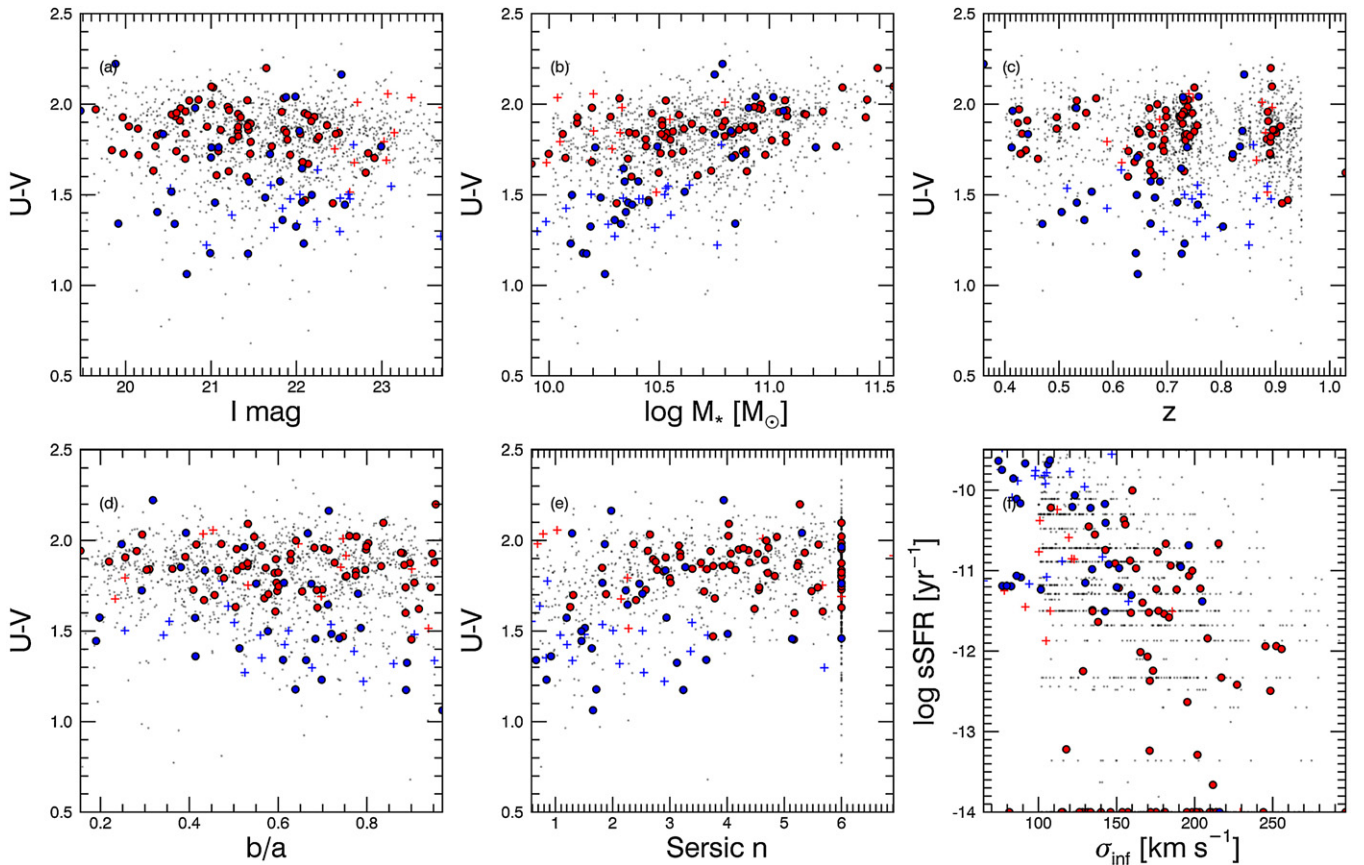 2.5
2.0
1.5
1.0
0.5
U-V
(a)
20 21 22 23
I mag
2.5
2.0
1.5
1.0
0.5
U-V
(b)
10.0 10.5 11.0 11.5
log M* [M⊙]
2.5
2.0
1.5
1.0
0.5
U-V
(c)
0.4 0.5 0.6 0.7 0.8 0.9 1.0
z
2.5
2.0
1.5
1.0
0.5
U-V
(d)
0.2 0.4 0.6 0.8
b/a
2.5
2.0
1.5
1.0
0.5
U-V
(e)
1 2 3 4 5 6
Sersic n
-10
-11
-12
-13
-14
log sSFR [yr⁻¹]
(f)
100 150 200 250
σinf [km s⁻¹]